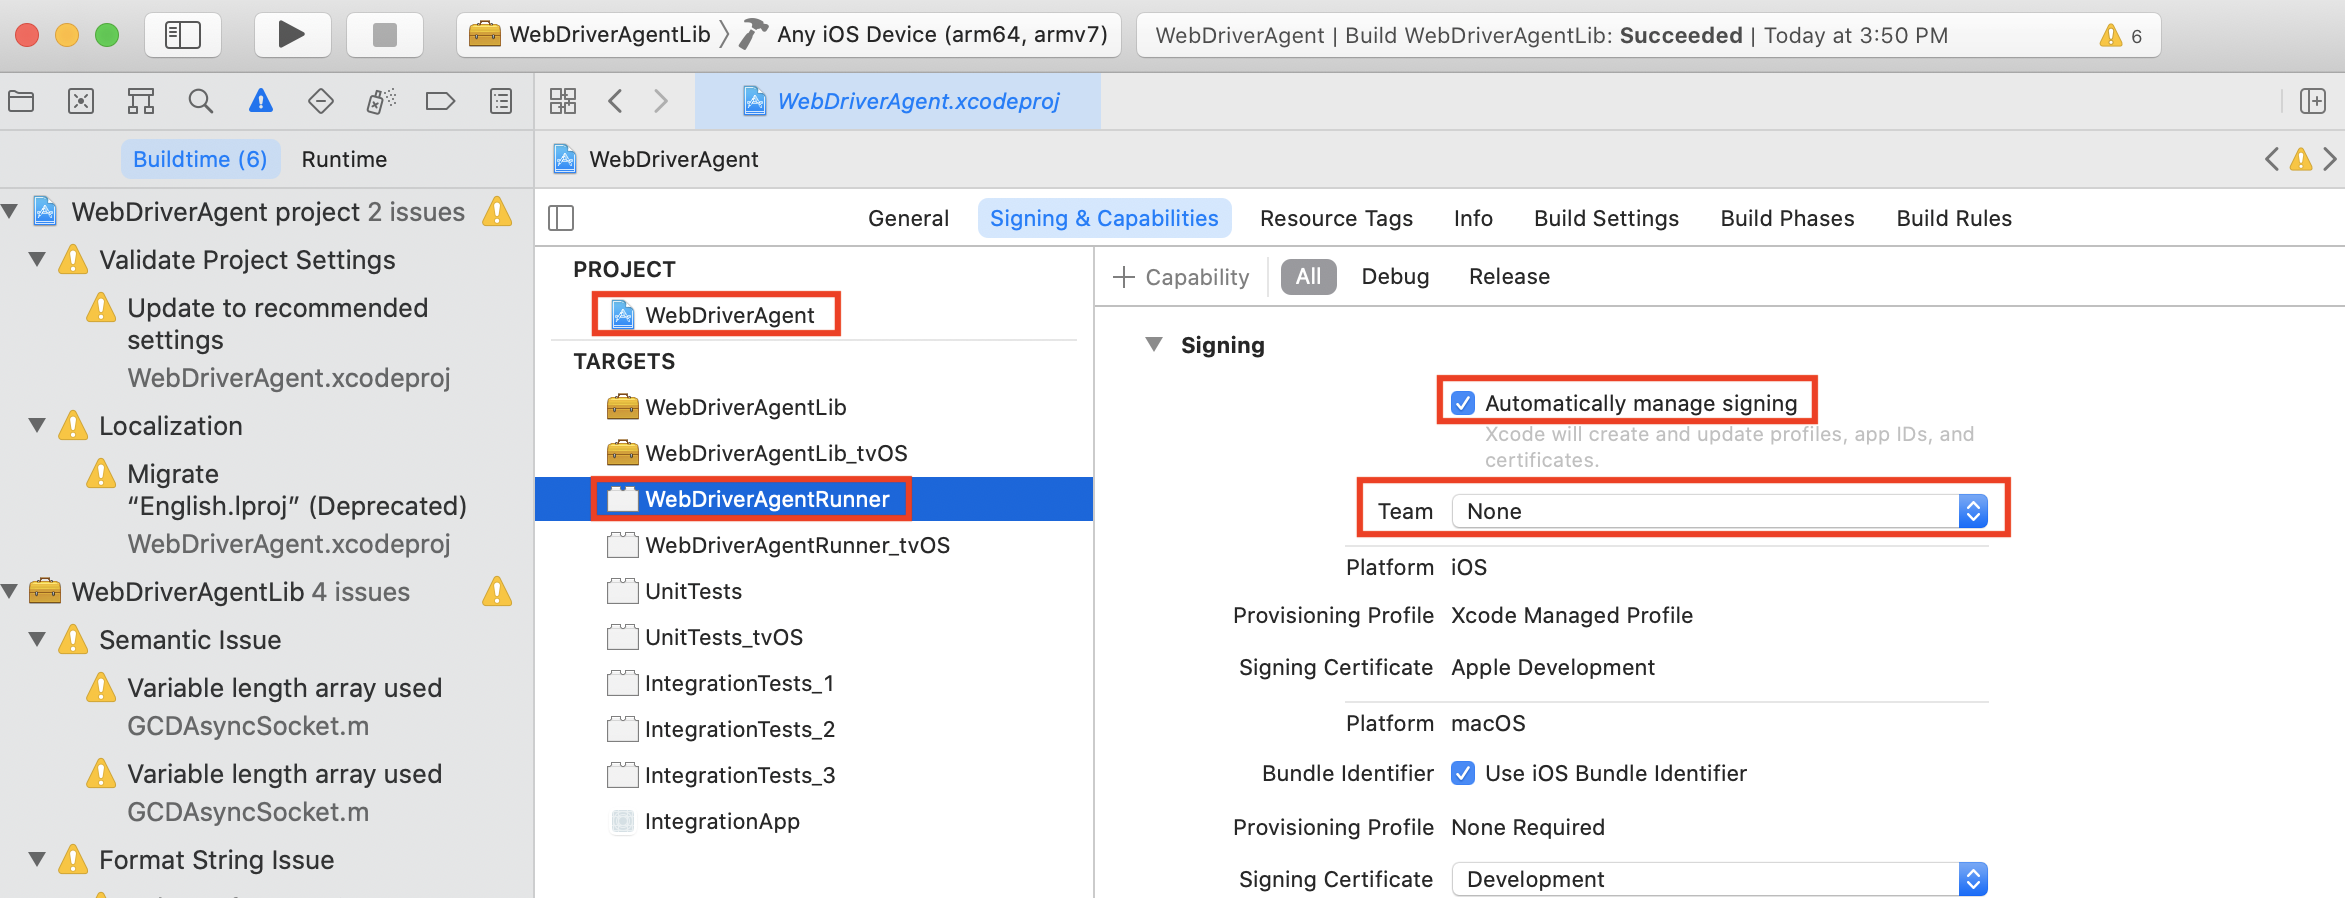 WebDriverAgentLib 〉 Any iOS Device (arm64, armv7)
WebDriverAgent | Build WebDriverAgentLib: Succeeded | Today at 3:50 PM
6
WebDriverAgent.xcodeproj
Buildtime (6) Runtime
WebDriverAgent
WebDriverAgent project 2 issues
Validate Project Settings
Update to recommended
settings
WebDriverAgent.xcodeproj
Localization
Migrate
“English.lproj” (Deprecated)
WebDriverAgent.xcodeproj
WebDriverAgentLib 4 issues
Semantic Issue
Variable length array used
GCDAsyncSocket.m
Variable length array used
GCDAsyncSocket.m
Format String Issue
General Signing & Capabilities Resource Tags Info Build Settings Build Phases Build Rules
PROJECT
WebDriverAgent
TARGETS
WebDriverAgentLib
WebDriverAgentLib_tvOS
WebDriverAgentRunner
WebDriverAgentRunner_tvOS
UnitTests
UnitTests_tvOS
IntegrationTests_1
IntegrationTests_2
IntegrationTests_3
IntegrationApp
+ Capability All Debug Release
Signing
Automatically manage signing
Xcode will create and update profiles, app IDs, and
certificates.
Team None
Platform iOS
Provisioning Profile Xcode Managed Profile
Signing Certificate Apple Development
Platform macOS
Bundle Identifier Use iOS Bundle Identifier
Provisioning Profile None Required
Signing Certificate Development